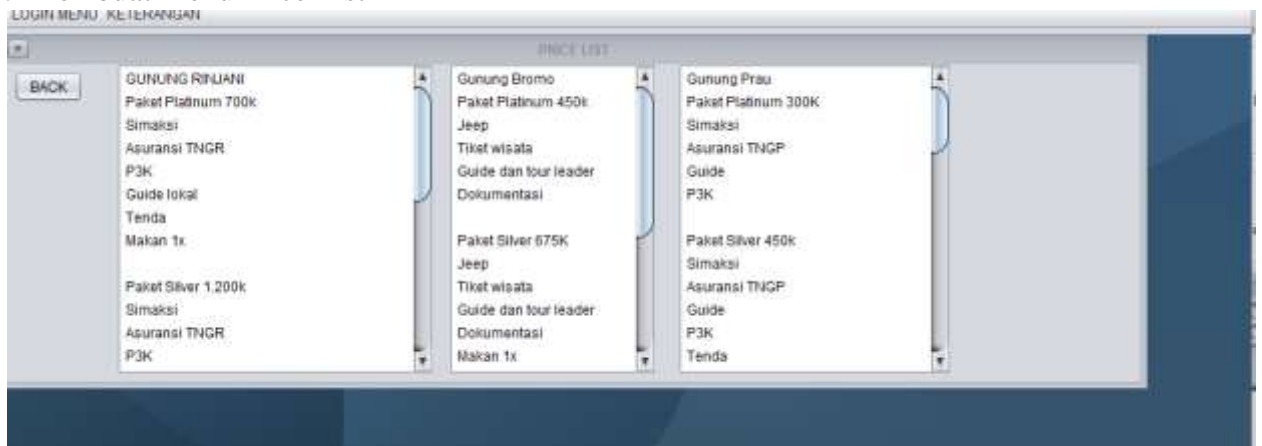 LOGIN MENU KETERANGAN
PRICE LIST
BACK
GUNUNG RINJANI
Paket Platinum 700k
Simaksi
Asuransi TNGR
P3K
Guide lokal
Tenda
Makan 1x
Paket Silver 1.200k
Simaksi
Asuransi TNGR
P3K
Gunung Bromo
Paket Platinum 450k
Jeep
Tiket wisata
Guide dan tour leader
Dokumentasi
Paket Silver 675K
Jeep
Tiket wisata
Guide dan tour leader
Dokumentasi
Makan 1x
Gunung Prau
Paket Platinum 300K
Simaksi
Asuransi TNGP
Guide
P3K
Paket Silver 450k
Simaksi
Asuransi TNGP
Guide
P3K
Tenda